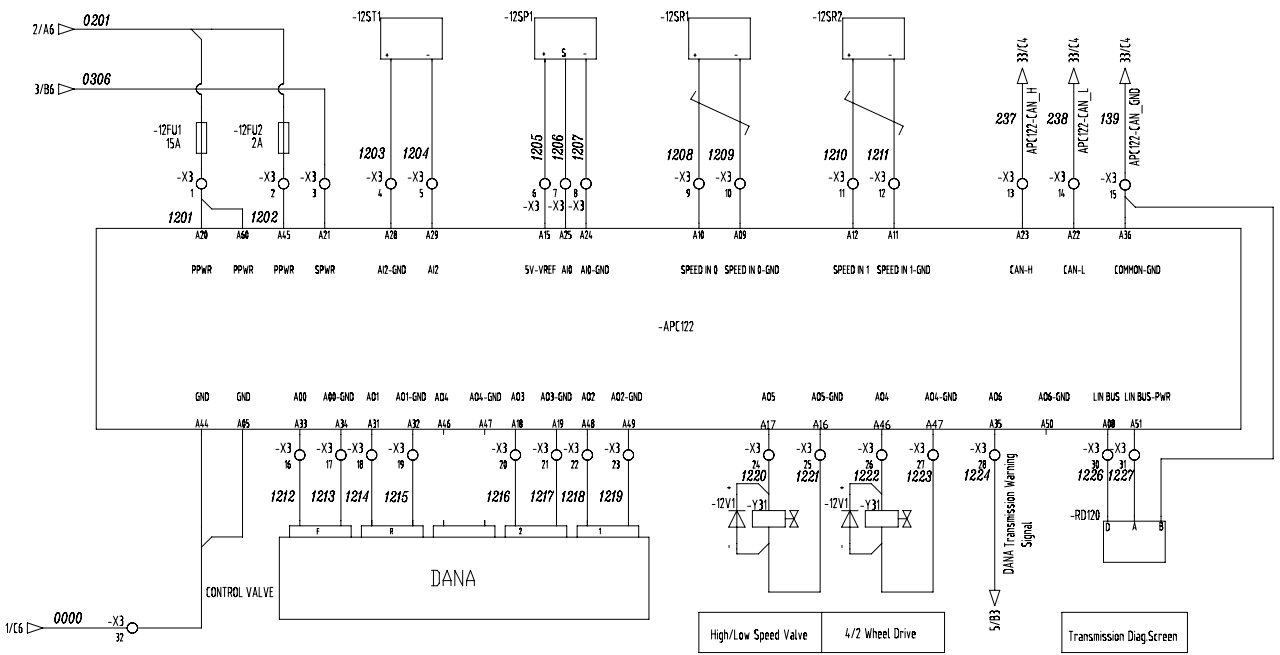 -12ST1 -12SP1 -12SR1 -12SR2
2/A6 0201
+ - + S - B A
33/C4 33/C4 33/C4
3/B6 0306
237 APC122-CAN_H 238 APC122-CAN_L 139 APC122-CAN_GND
-12FU1 15A -12FU2 2A
1203 1204 1205 1206 1207 1208 1209 1210 1211
-X3 1 -X3 2 -X3 3 -X3 4 -X3 5 6 -X3 7 -X3 8 -X3 9 -X3 10 -X3 11 -X3 12 -X3 13 -X3 14 -X3 15
1201 1202
A20 A60 A45 A21 A28 A29 A15 A25 A24 A10 A09 A12 A11 A23 A22 A36
PPWR PPWR PPWR SPWR AI2-GND AI2 5V-VREF AI0 AI0-GND SPEED IN 0 SPEED IN 0-GND SPEED IN 1 SPEED IN 1-GND CAN-H CAN-L COMMON-GND
-APC122
GND GND AO0 AO0-GND AO1 AO1-GND AO4 AO4-GND AO3 AO3-GND AO2 AO2-GND AO5 AO5-GND AO4 AO4-GND AO6 AO6-GND LIN BUS LIN BUS-PWR
A44 A05 A33 A34 A31 A32 A46 A47 A18 A19 A48 A49 A17 A16 A46 A47 A35 A50 A08 A51
-X3 16 -X3 17 -X3 18 -X3 19 -X3 20 -X3 21 -X3 22 -X3 23 -X3 24 -X3 25 -X3 26 -X3 27 -X3 28 -X3 30 -X3 31
1212 1213 1214 1215 1216 1217 1218 1219 1220 1221 1222 1223 1224 1226 1227
+ -12V1 -Y31 - + -12V1 -Y31 -
F R 2 1
DANA Transmission Warning
Signal
-RD120 D A B
DANA
CONTROL VALVE
5/B3
1/C6 0000 -X3 32
High/Low Speed Valve 4/2 Wheel Drive Transmission Diag.Screen